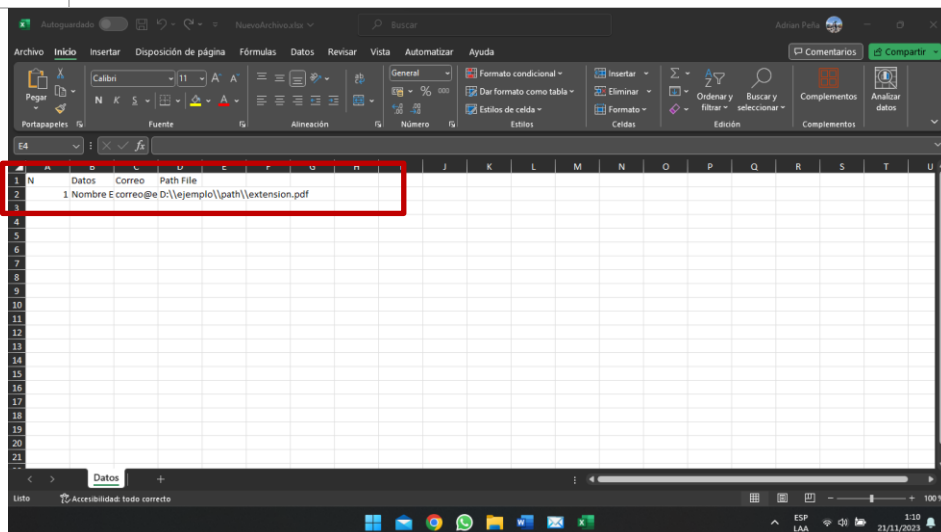 Autoguardado NuevoArchivo.xlsx Buscar Adrian Peña
Archivo Inicio Insertar Disposición de página Fórmulas Datos Revisar Vista Automatizar Ayuda Comentarios Compartir
Pegar Calibri 11 General Formato condicional Insertar Ordenar y filtrar Buscar y seleccionar Complementos Analizar datos
N K S % 000 Dar formato como tabla Eliminar
Estilos de celda Formato
Portapapeles Fuente Alineación Número Estilos Celdas Edición Complementos
E4 fx
A B C D E F G H J K L M N O P Q R S T U
1 N Datos Correo Path File
2 1 Nombre E correo@e D:\\ejemplo\\path\\extension.pdf
3
4
5
6
7
8
9
10
11
12
13
14
15
16
17
18
19
20
21
Datos
Listo Accesibilidad: todo correcto 100%
ESP 1:10
LAA 21/11/2023